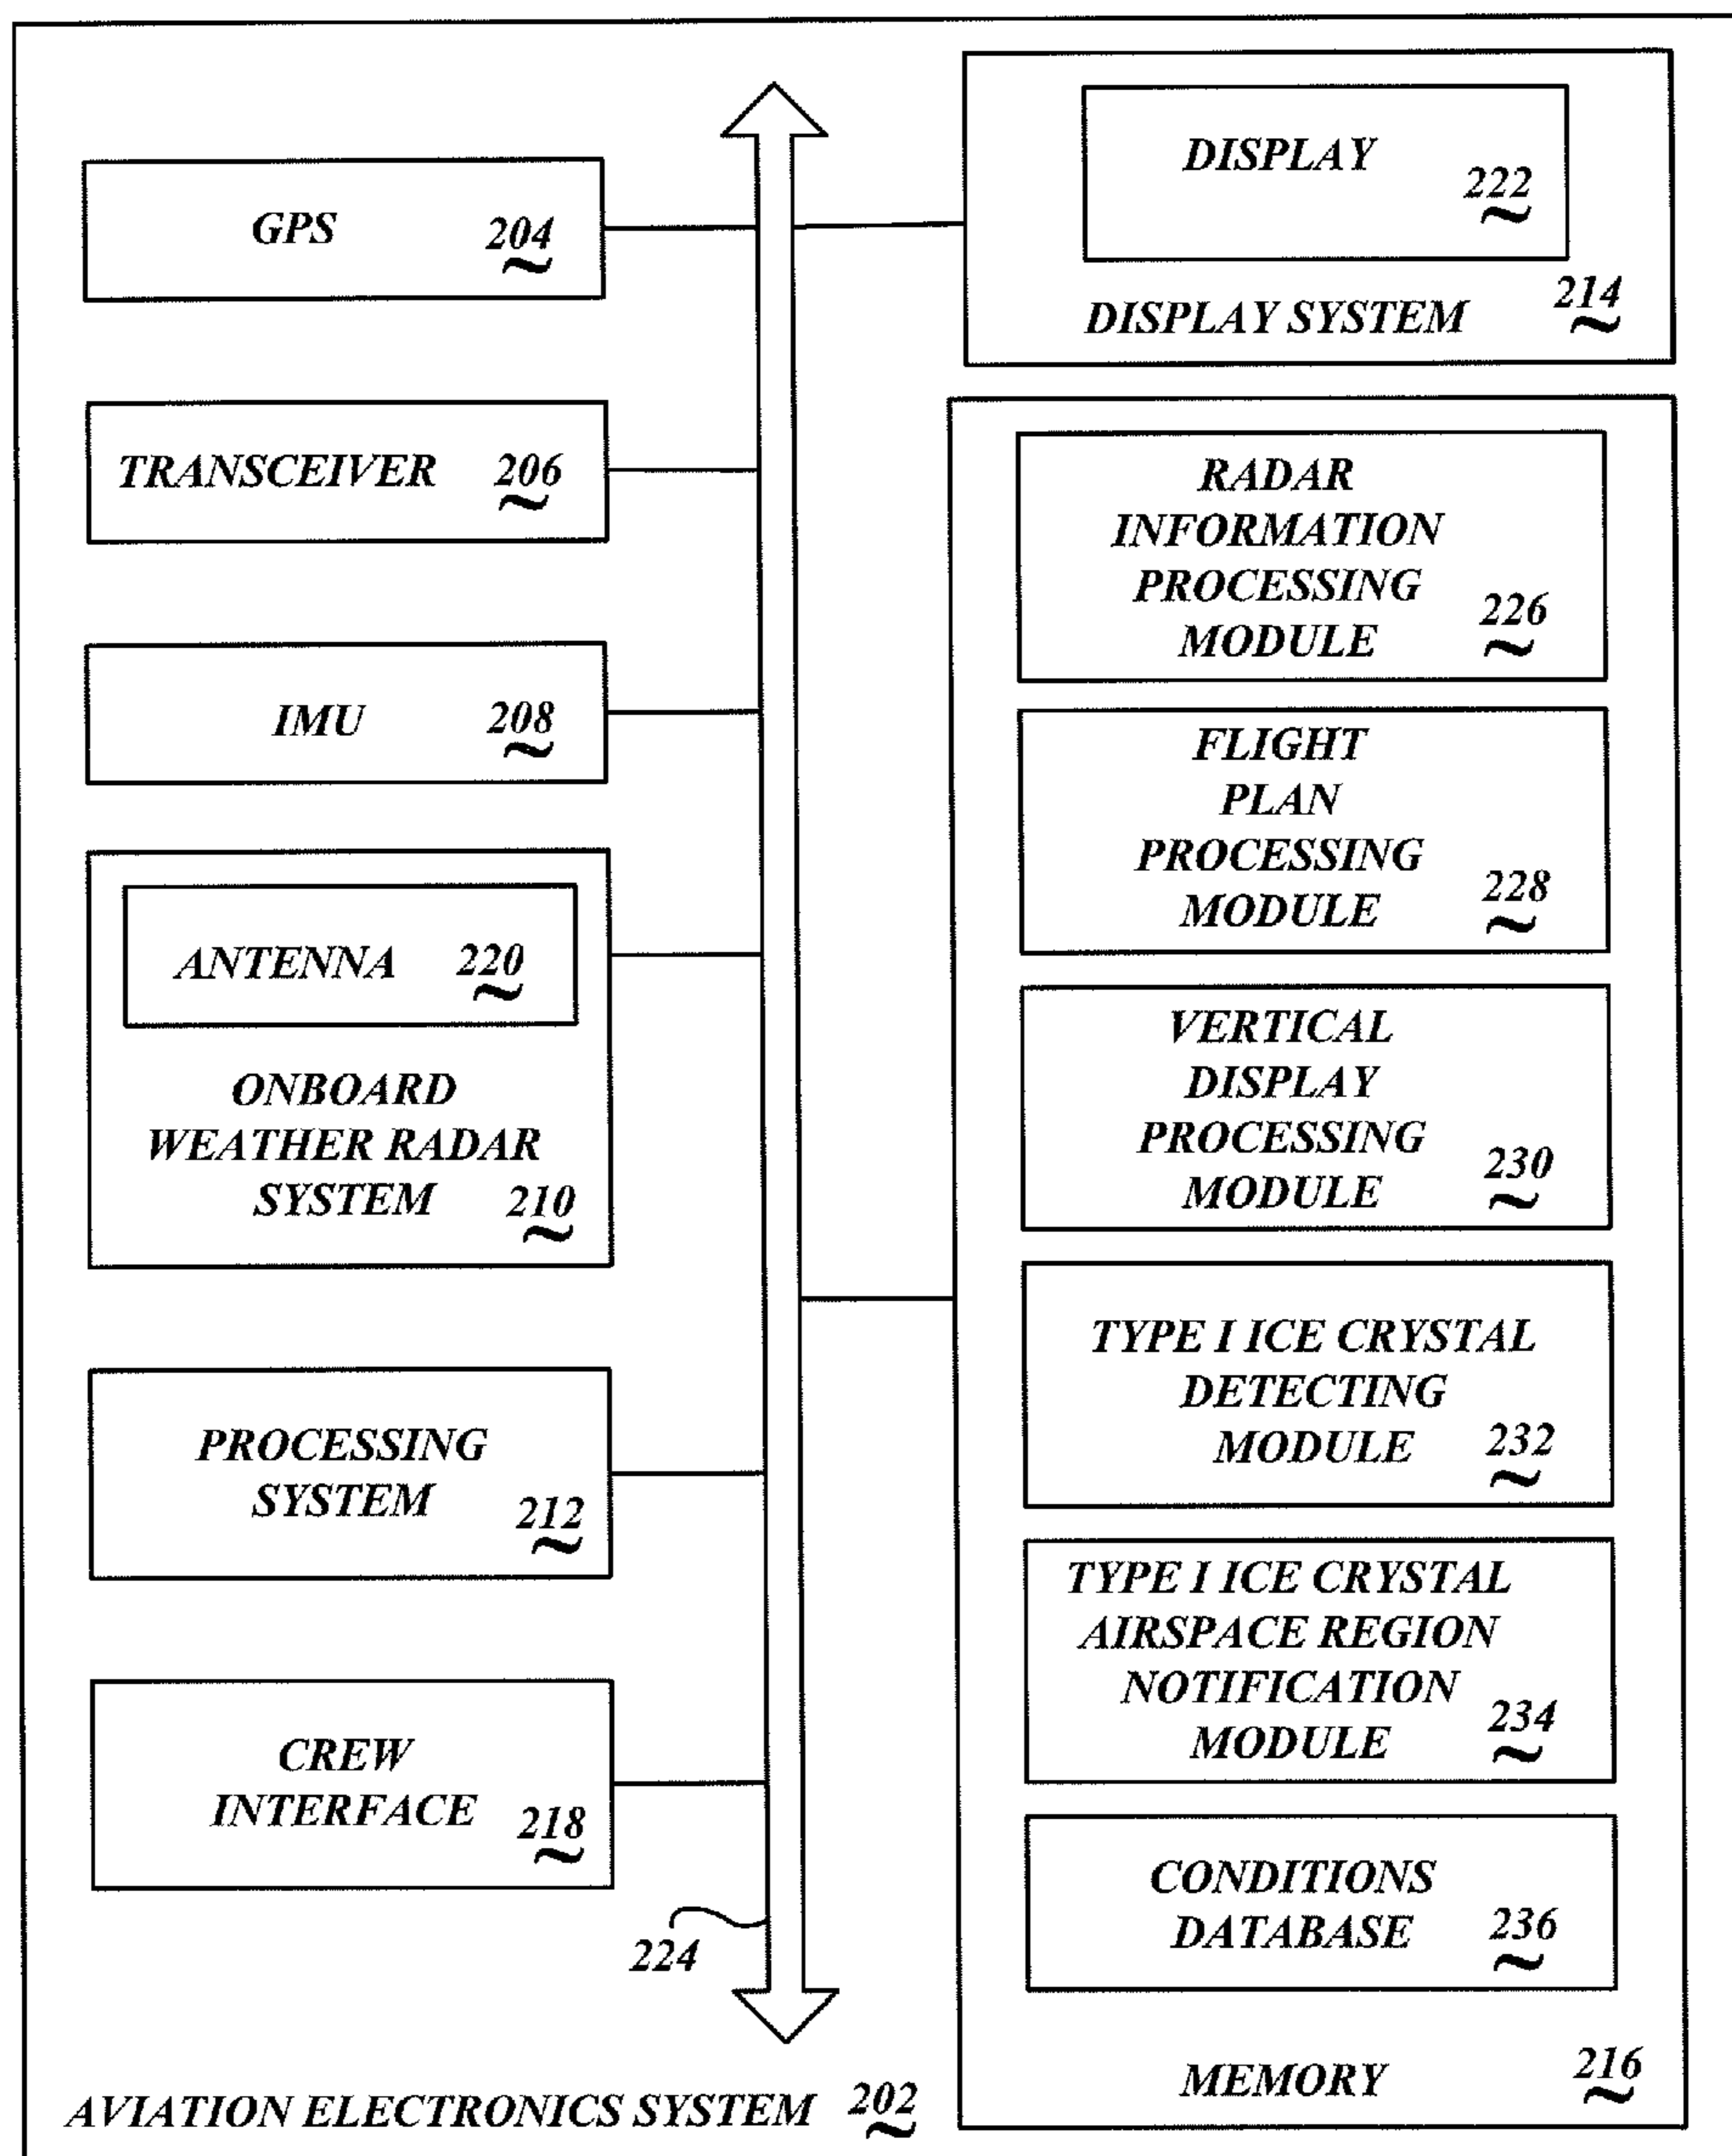 GPS 204
TRANSCEIVER 206
IMU 208
ANTENNA 220
ONBOARD
WEATHER RADAR
SYSTEM 210
PROCESSING
SYSTEM 212
CREW
INTERFACE 218
224
AVIATION ELECTRONICS SYSTEM 202
DISPLAY 222
DISPLAY SYSTEM 214
RADAR
INFORMATION
PROCESSING
MODULE 226
FLIGHT
PLAN
PROCESSING
MODULE 228
VERTICAL
DISPLAY
PROCESSING
MODULE 230
TYPE I ICE CRYSTAL
DETECTING
MODULE 232
TYPE I ICE CRYSTAL
AIRSPACE REGION
NOTIFICATION
MODULE 234
CONDITIONS
DATABASE 236
MEMORY 216